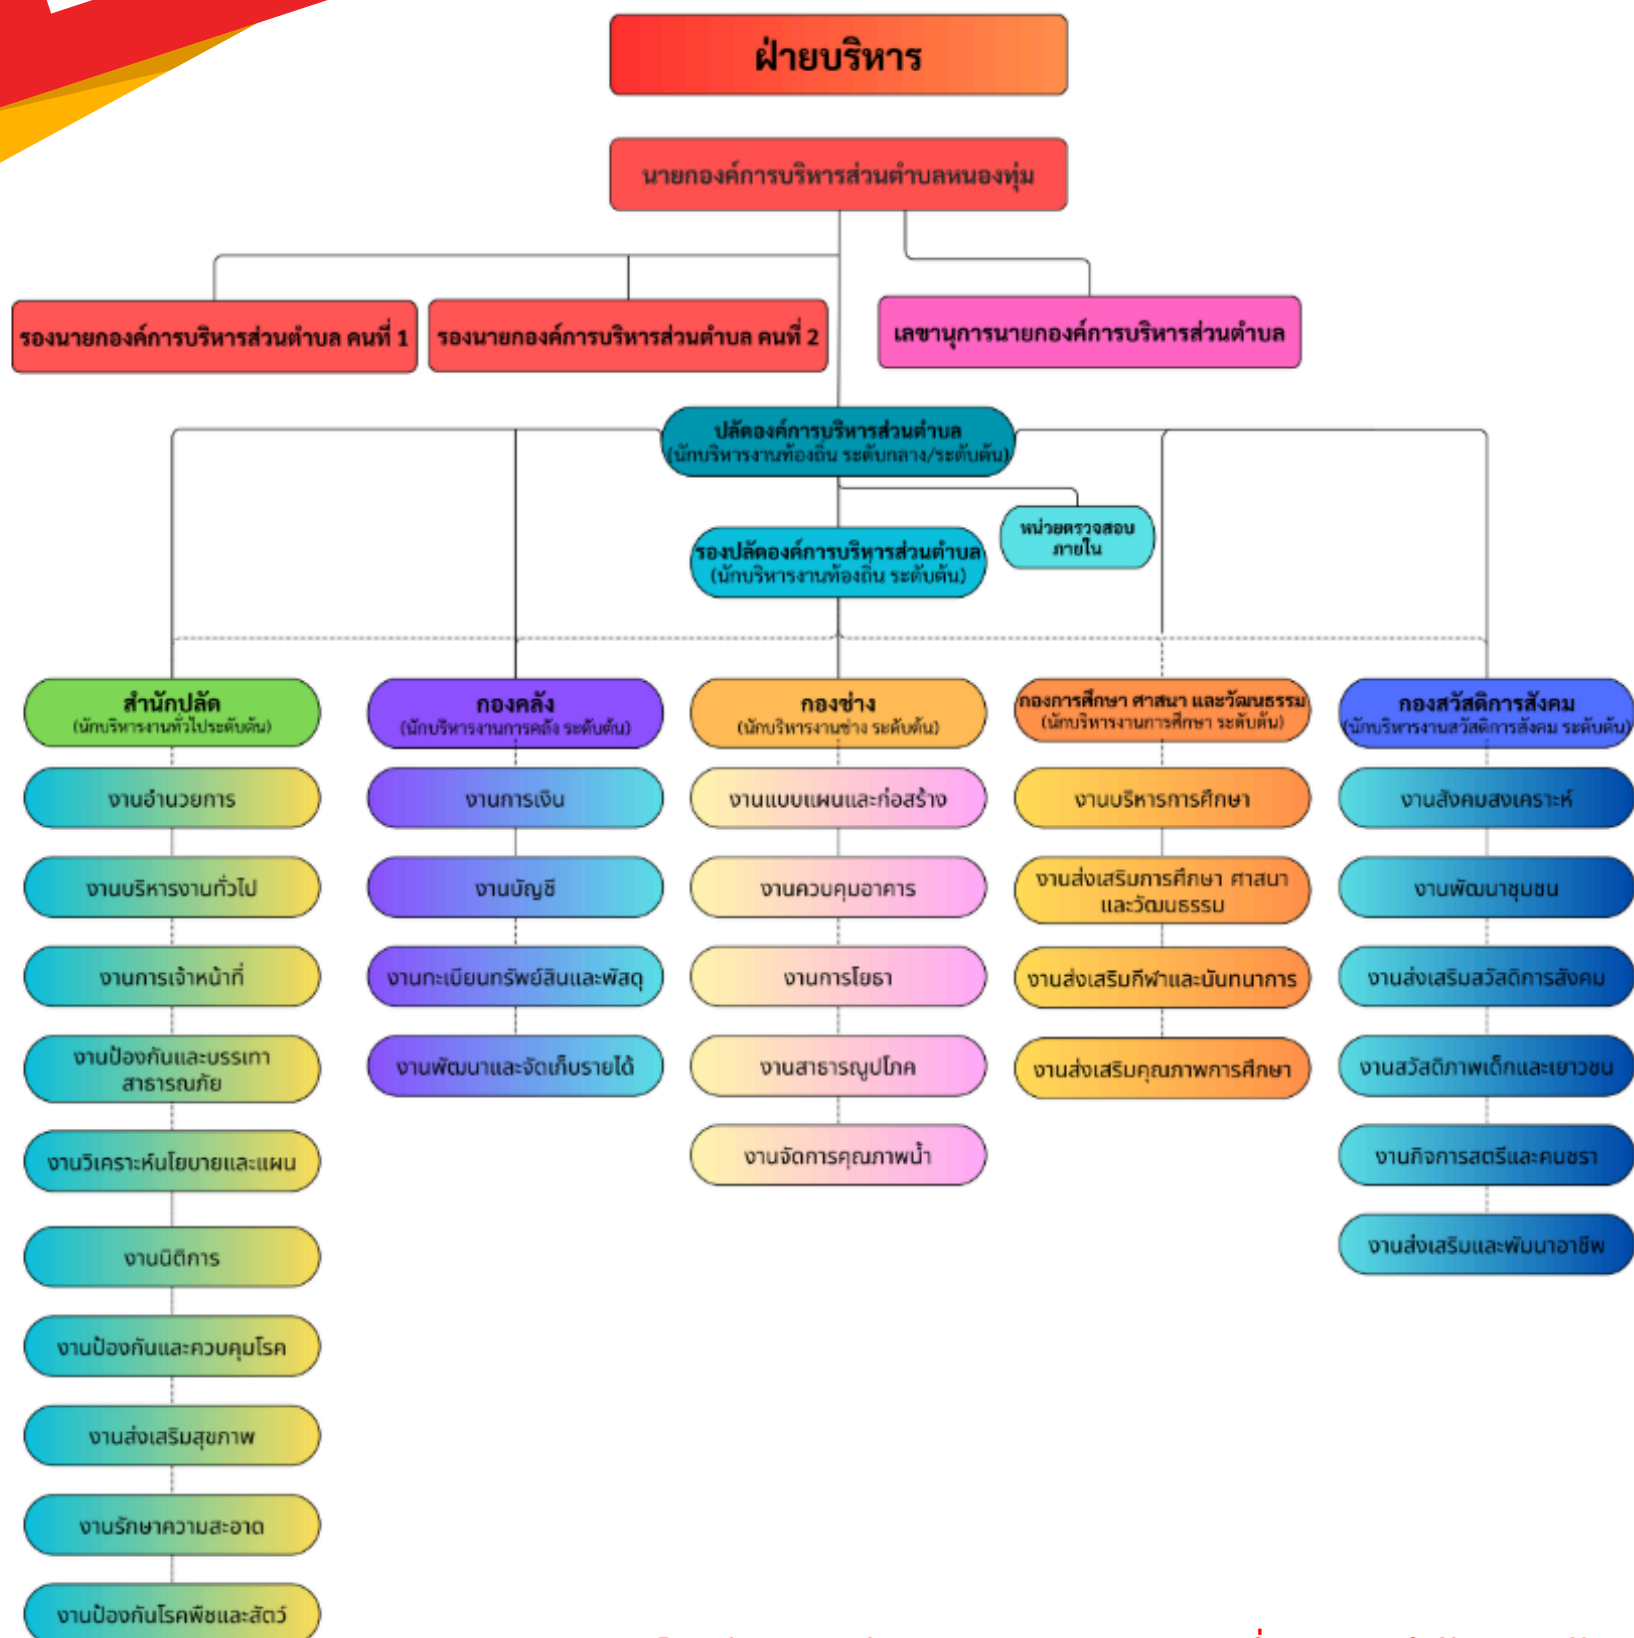 ฝ่ายบริหาร
นายกองค์การบริหารส่วนตำบลหนองทุ่ม
รองนายกองค์การบริหารส่วนตำบล คนที่ 1
รองนายกองค์การบริหารส่วนตำบล คนที่ 2
เลขานุการนายกองค์การบริหารส่วนตำบล
ปลัดองค์การบริหารส่วนตำบล
(นักบริหารงานท้องถิ่น ระดับกลาง/ระดับต้น)
หน่วยตรวจสอบ
ภายใน
รองปลัดองค์การบริหารส่วนตำบล
(นักบริหารงานท้องถิ่น ระดับต้น)
สำนักปลัด
(นักบริหารงานทั่วไประดับต้น)
งานอำนวยการ
งานบริหารงานทั่วไป
งานการเจ้าหน้าที่
งานป้องกันและบรรเทา
สาธารณภัย
งานวิเคราะห์นโยบายและแผน
งานนิติการ
งานป้องกันและควบคุมโรค
งานส่งเสริมสุขภาพ
งานรักษาความสะอาด
งานป้องกันโรคพืชและสัตว์
กองคลัง
(นักบริหารงานการคลัง ระดับต้น)
งานการเงิน
งานบัญชี
งานทะเบียนทรัพย์สินและพัสดุ
งานพัฒนาและจัดเก็บรายได้
กองช่าง
(นักบริหารงานช่าง ระดับต้น)
งานแบบแผนและก่อสร้าง
งานควบคุมอาคาร
งานการโยธา
งานสาธารณูปโภค
งานจัดการคุณภาพน้ำ
กองการศึกษา ศาสนา และวัฒนธรรม
(นักบริหารงานการศึกษา ระดับต้น)
งานบริหารการศึกษา
งานส่งเสริมการศึกษา ศาสนา
และวัฒนธรรม
งานส่งเสริมกีฬาและนันทนาการ
งานส่งเสริมคุณภาพการศึกษา
กองสวัสดิการสังคม
(นักบริหารงานสวัสดิการสังคม ระดับต้น)
งานสังคมสงเคราะห์
งานพัฒนาชุมชน
งานส่งเสริมสวัสดิการสังคม
งานสวัสดิภาพเด็กและเยาวชน
งานกิจการสตรีและคนชรา
งานส่งเสริมและพัมนาอาชีพ